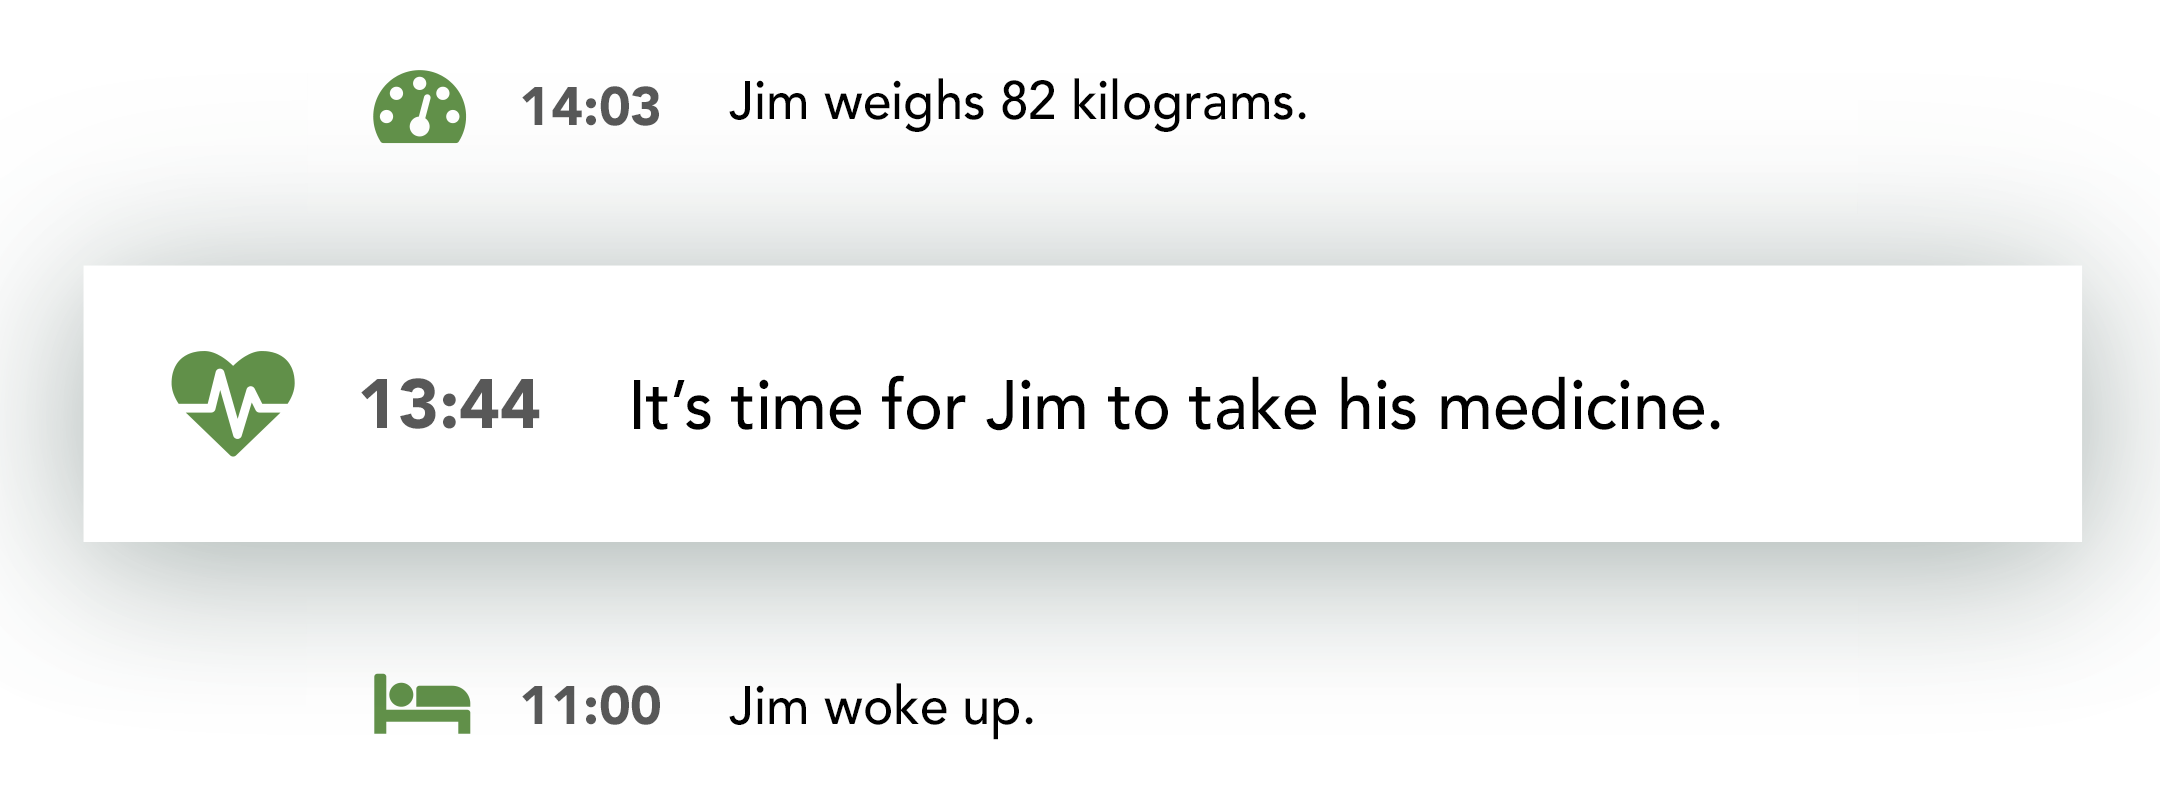 14:03 Jim weighs 82 kilograms.
13:44 It’s time for Jim to take his medicine.
11:00 Jim woke up.